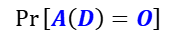 Pr[A(D) = O]